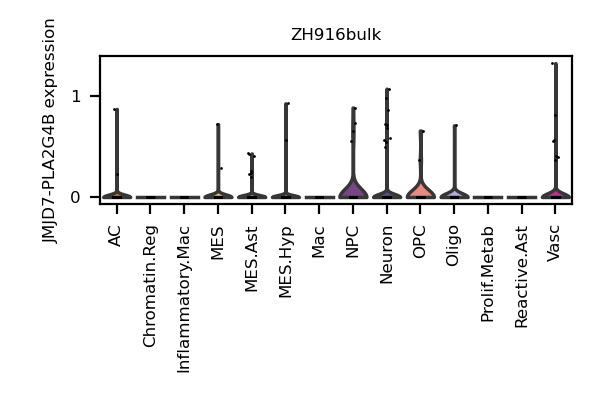 ZH916bulk
JMJD7-PLA2G4B expression
1
0
AC
Chromatin.Reg
Inflammatory.Mac
MES
MES.Ast
MES.Hyp
Mac
NPC
Neuron
OPC
Oligo
Prolif.Metab
Reactive.Ast
Vasc